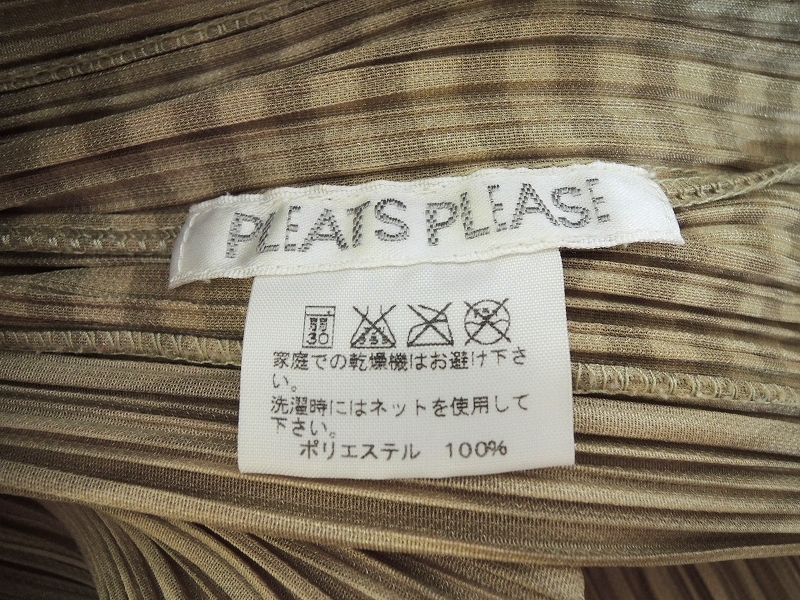 PLEATS PLEASE
弱
30
家庭での乾燥機はお避け下さ
い。
洗濯時にはネットを使用して
下さい。
ポリエステル 100%